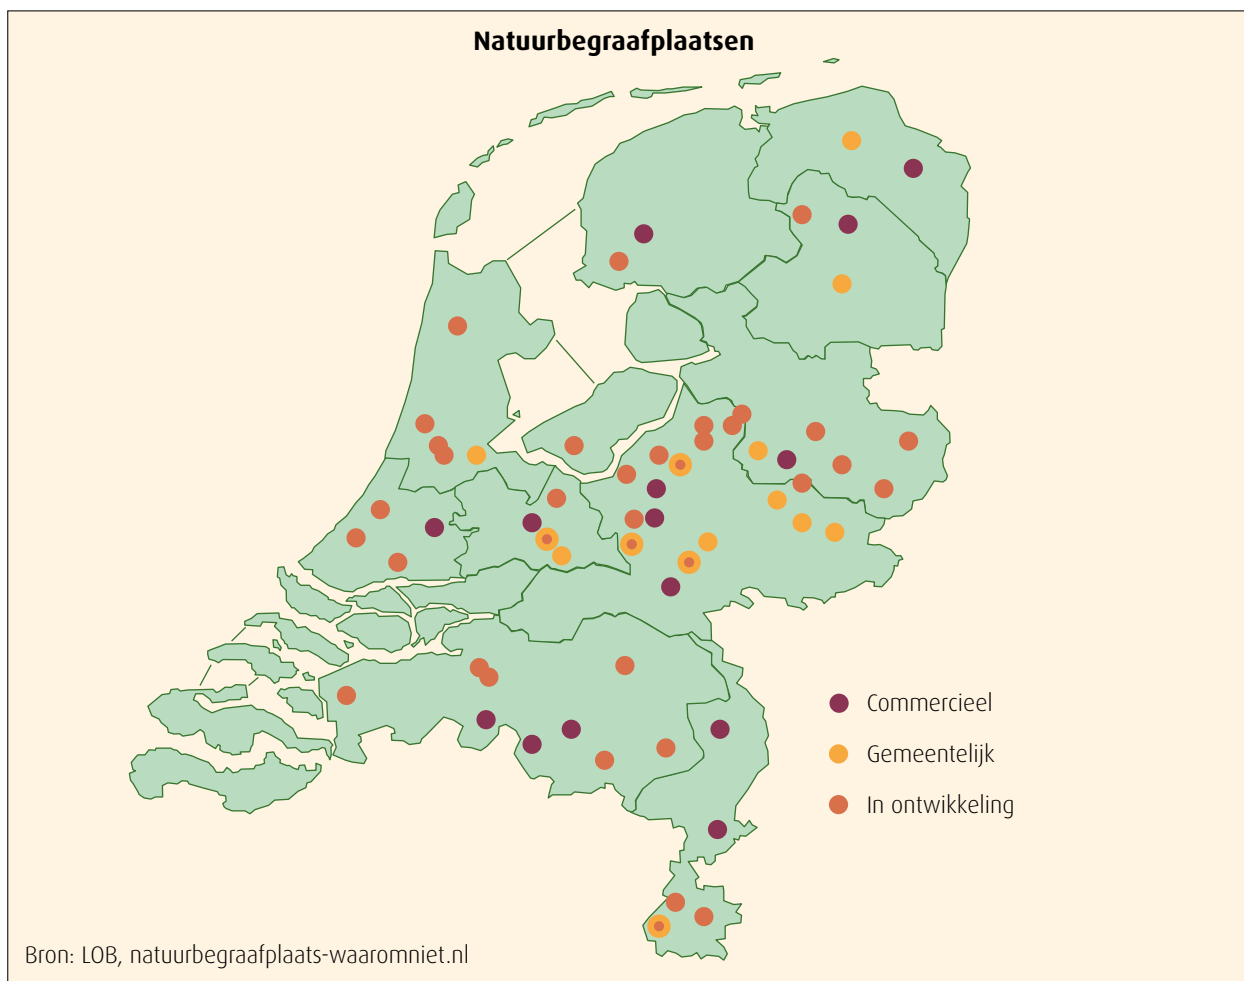 Natuurbegraafplaatsen
Commercieel
Gemeentelijk
In ontwikkeling
Bron: LOB, natuurbegraafplaats-waaromniet.nl